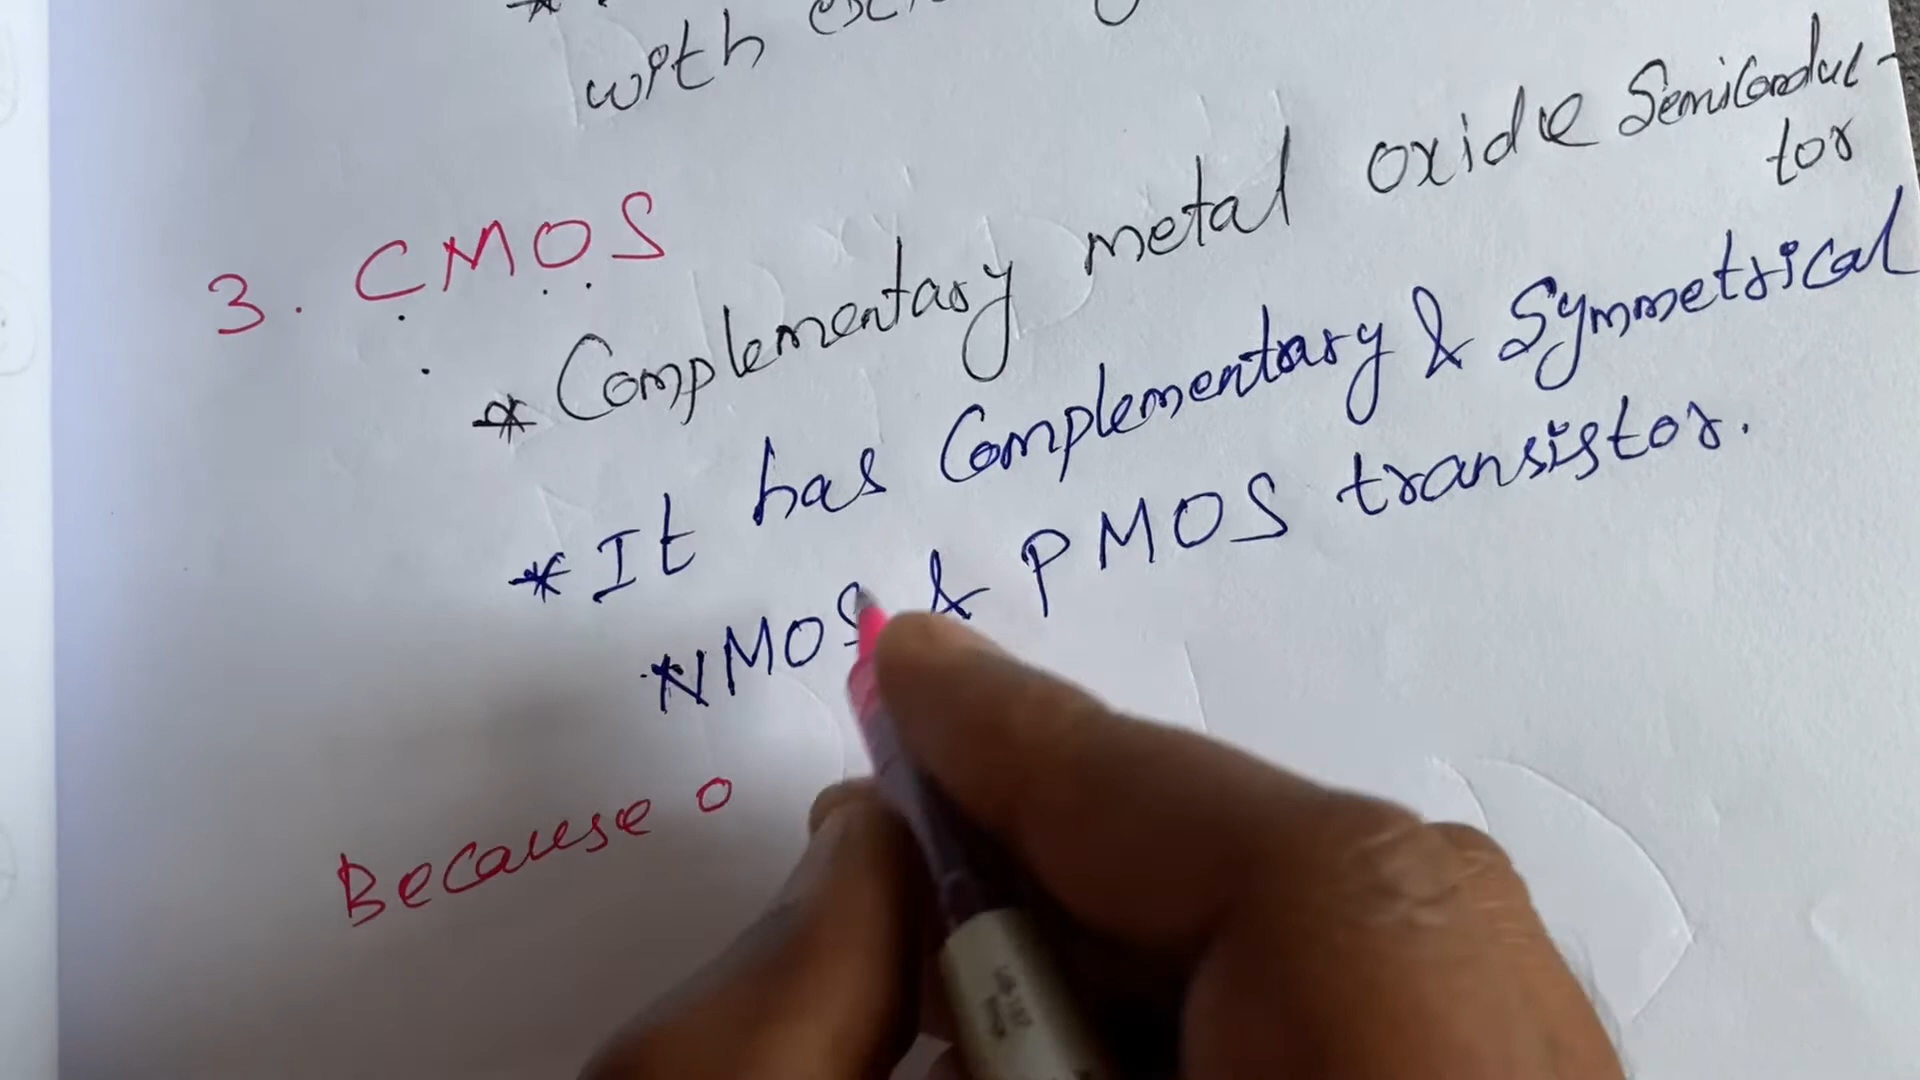 with
3. CMOS
* Complementary metal oxide Semiconduc-
tor
* It has Complementary & Symmetrical
NMOS & PMOS transistor.
Because o